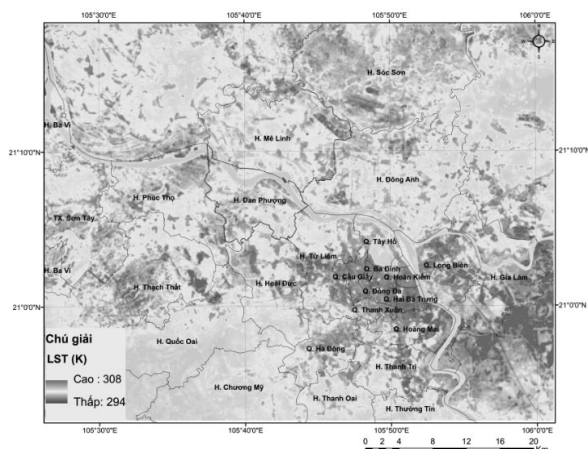 105°30'0"E 105°40'0"E 105°50'0"E 106°0'0"E
H. Sóc Sơn
H. Ba Vì
H. Mê Linh
21°10'0"N 21°10'0"N
H. Đông Anh
H. Phúc Thọ
H. Đan Phượng
TX. Sơn Tây
Q. Tây Hồ
H. Từ Liêm
Q. Long Biên
H. Ba Vì
Q. Ba Đình
Q. Cầu Giấy Q. Hoàn Kiếm
H. Gia Lâm
H. Thạch Thất
H. Hoài Đức
Q. Đống Đa
Q. Hai Bà Trưng
21°0'0"N 21°0'0"N
Q. Thanh Xuân
Q. Hoàng Mai
Chú giải
H. Quốc Oai
Q. Hà Đông
LST (K)
H. Thanh Trì
Cao : 308
Thấp: 294
H. Chương Mỹ
H. Thanh Oai
H. Thường Tín
105°30'0"E 105°40'0"E 105°50'0"E 106°0'0"E
0 2 4 8 12 16 20
Km